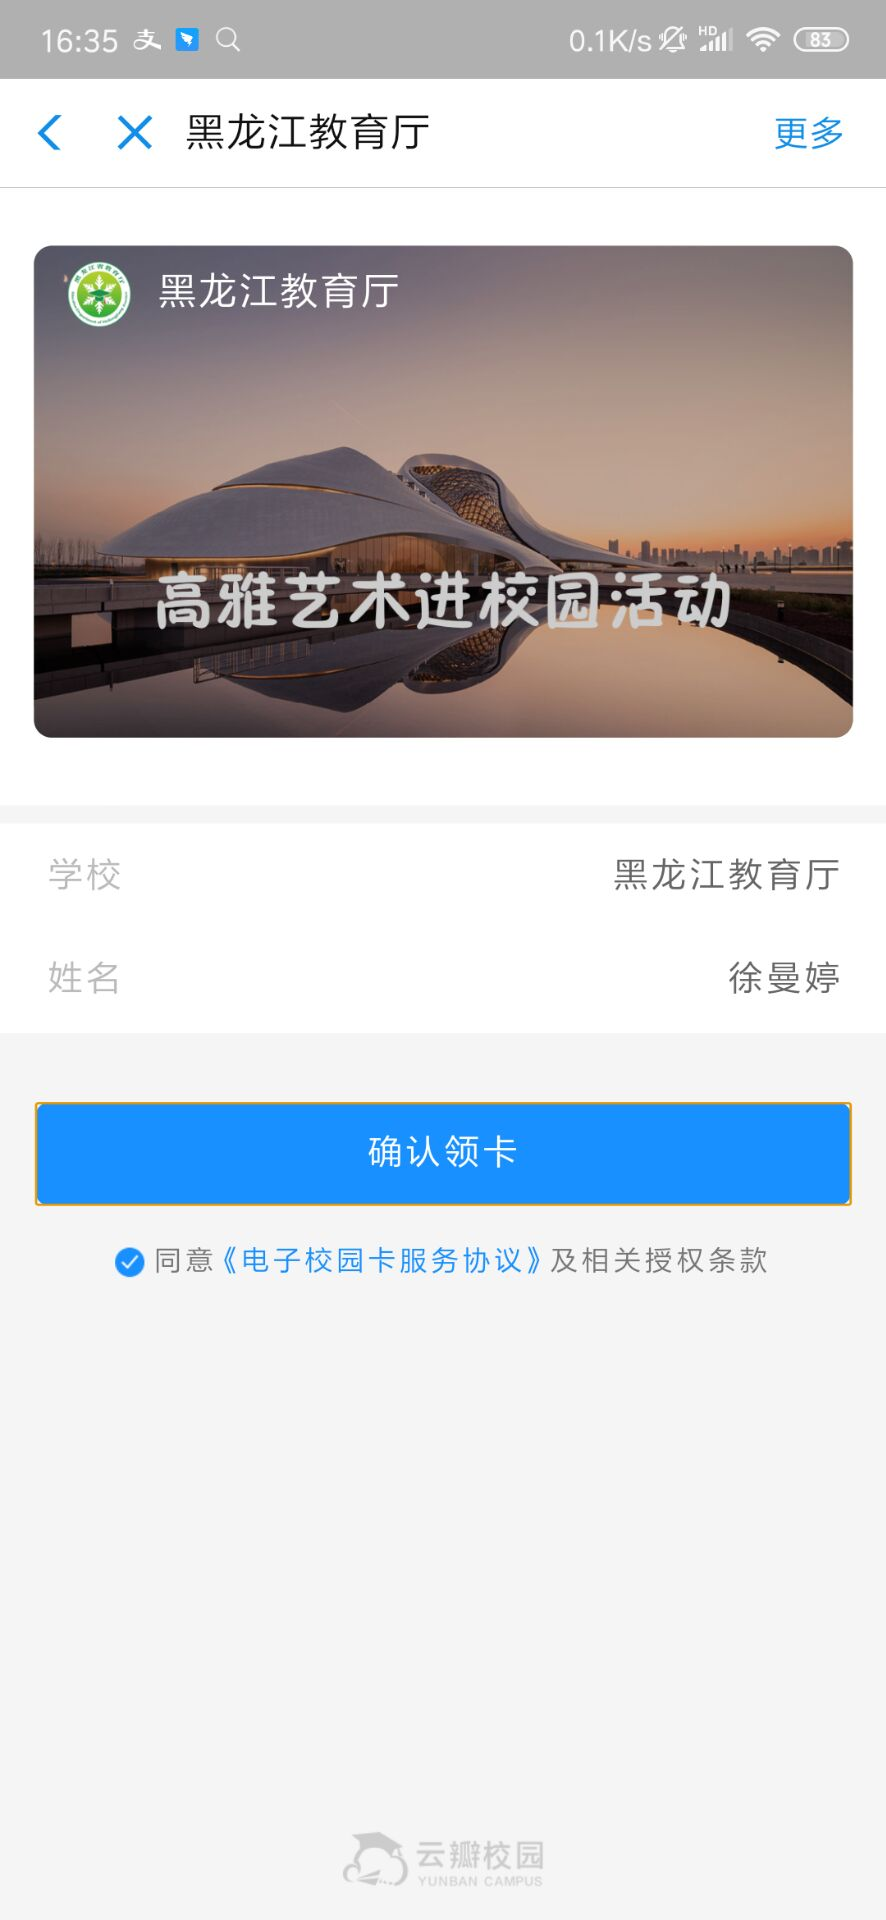 16:35 0.1K/s HD 83
黑龙江教育厅 更多
黑龙江教育厅
高雅艺术进校园活动
学校 黑龙江教育厅
姓名 徐曼婷
确认领卡
同意《电子校园卡服务协议》及相关授权条款
云瓣校园
YUNBAN CAMPUS